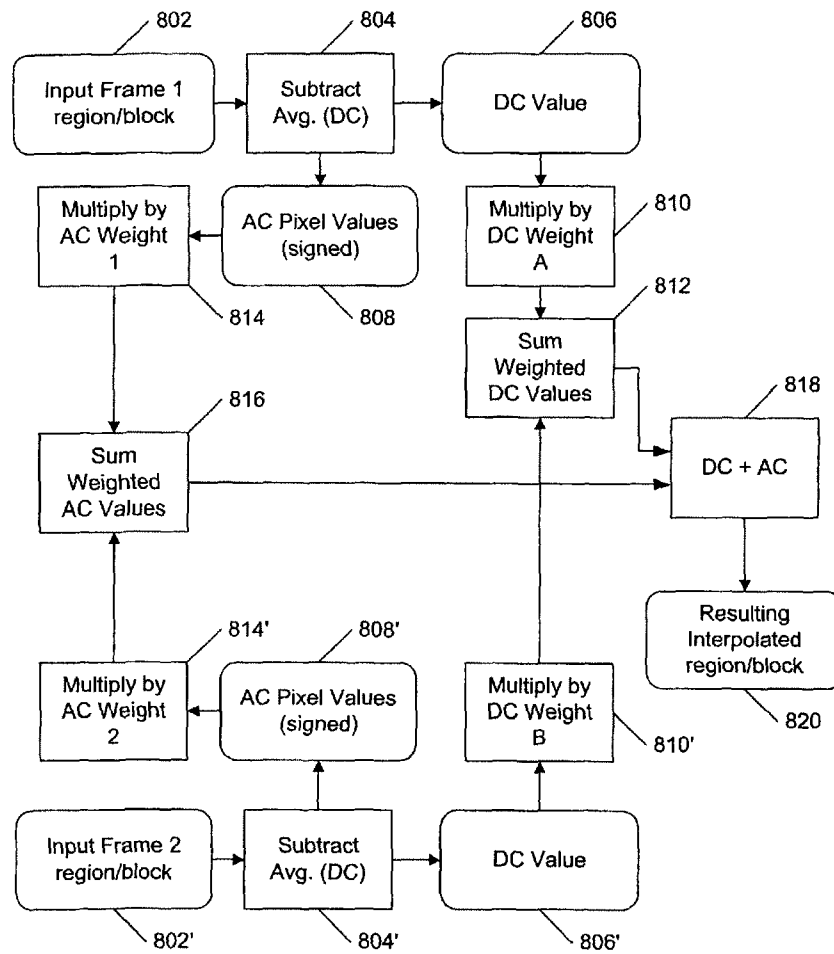 802
804
806
Input Frame 1
region/block
Subtract
Avg. (DC)
DC Value
Multiply by
AC Weight
1
AC Pixel Values
(signed)
Multiply by
DC Weight
A
810
814
808
812
Sum
Weighted
DC Values
816
818
Sum
Weighted
AC Values
DC + AC
814'
808'
Resulting
Interpolated
region/block
Multiply by
AC Weight
2
AC Pixel Values
(signed)
Multiply by
DC Weight
B
820
810'
Input Frame 2
region/block
Subtract
Avg. (DC)
DC Value
802'
804'
806'